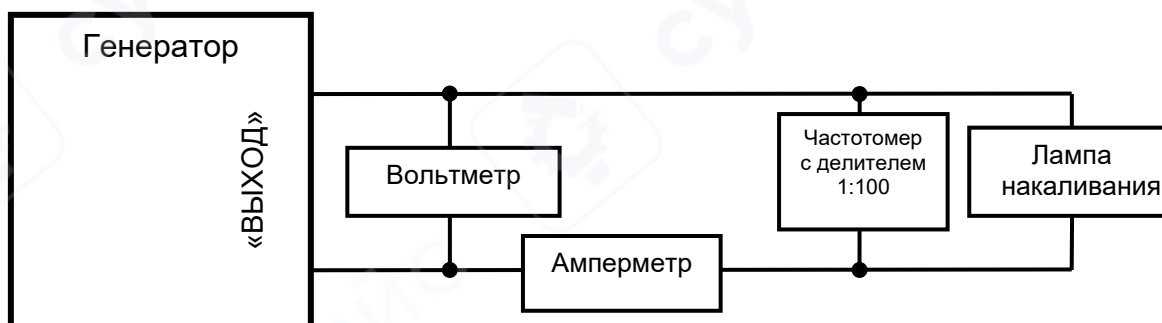 Генератор
«ВЫХОД»
Вольтметр
Амперметр
Частотомер
с делителем
1:100
Лампа
накаливания